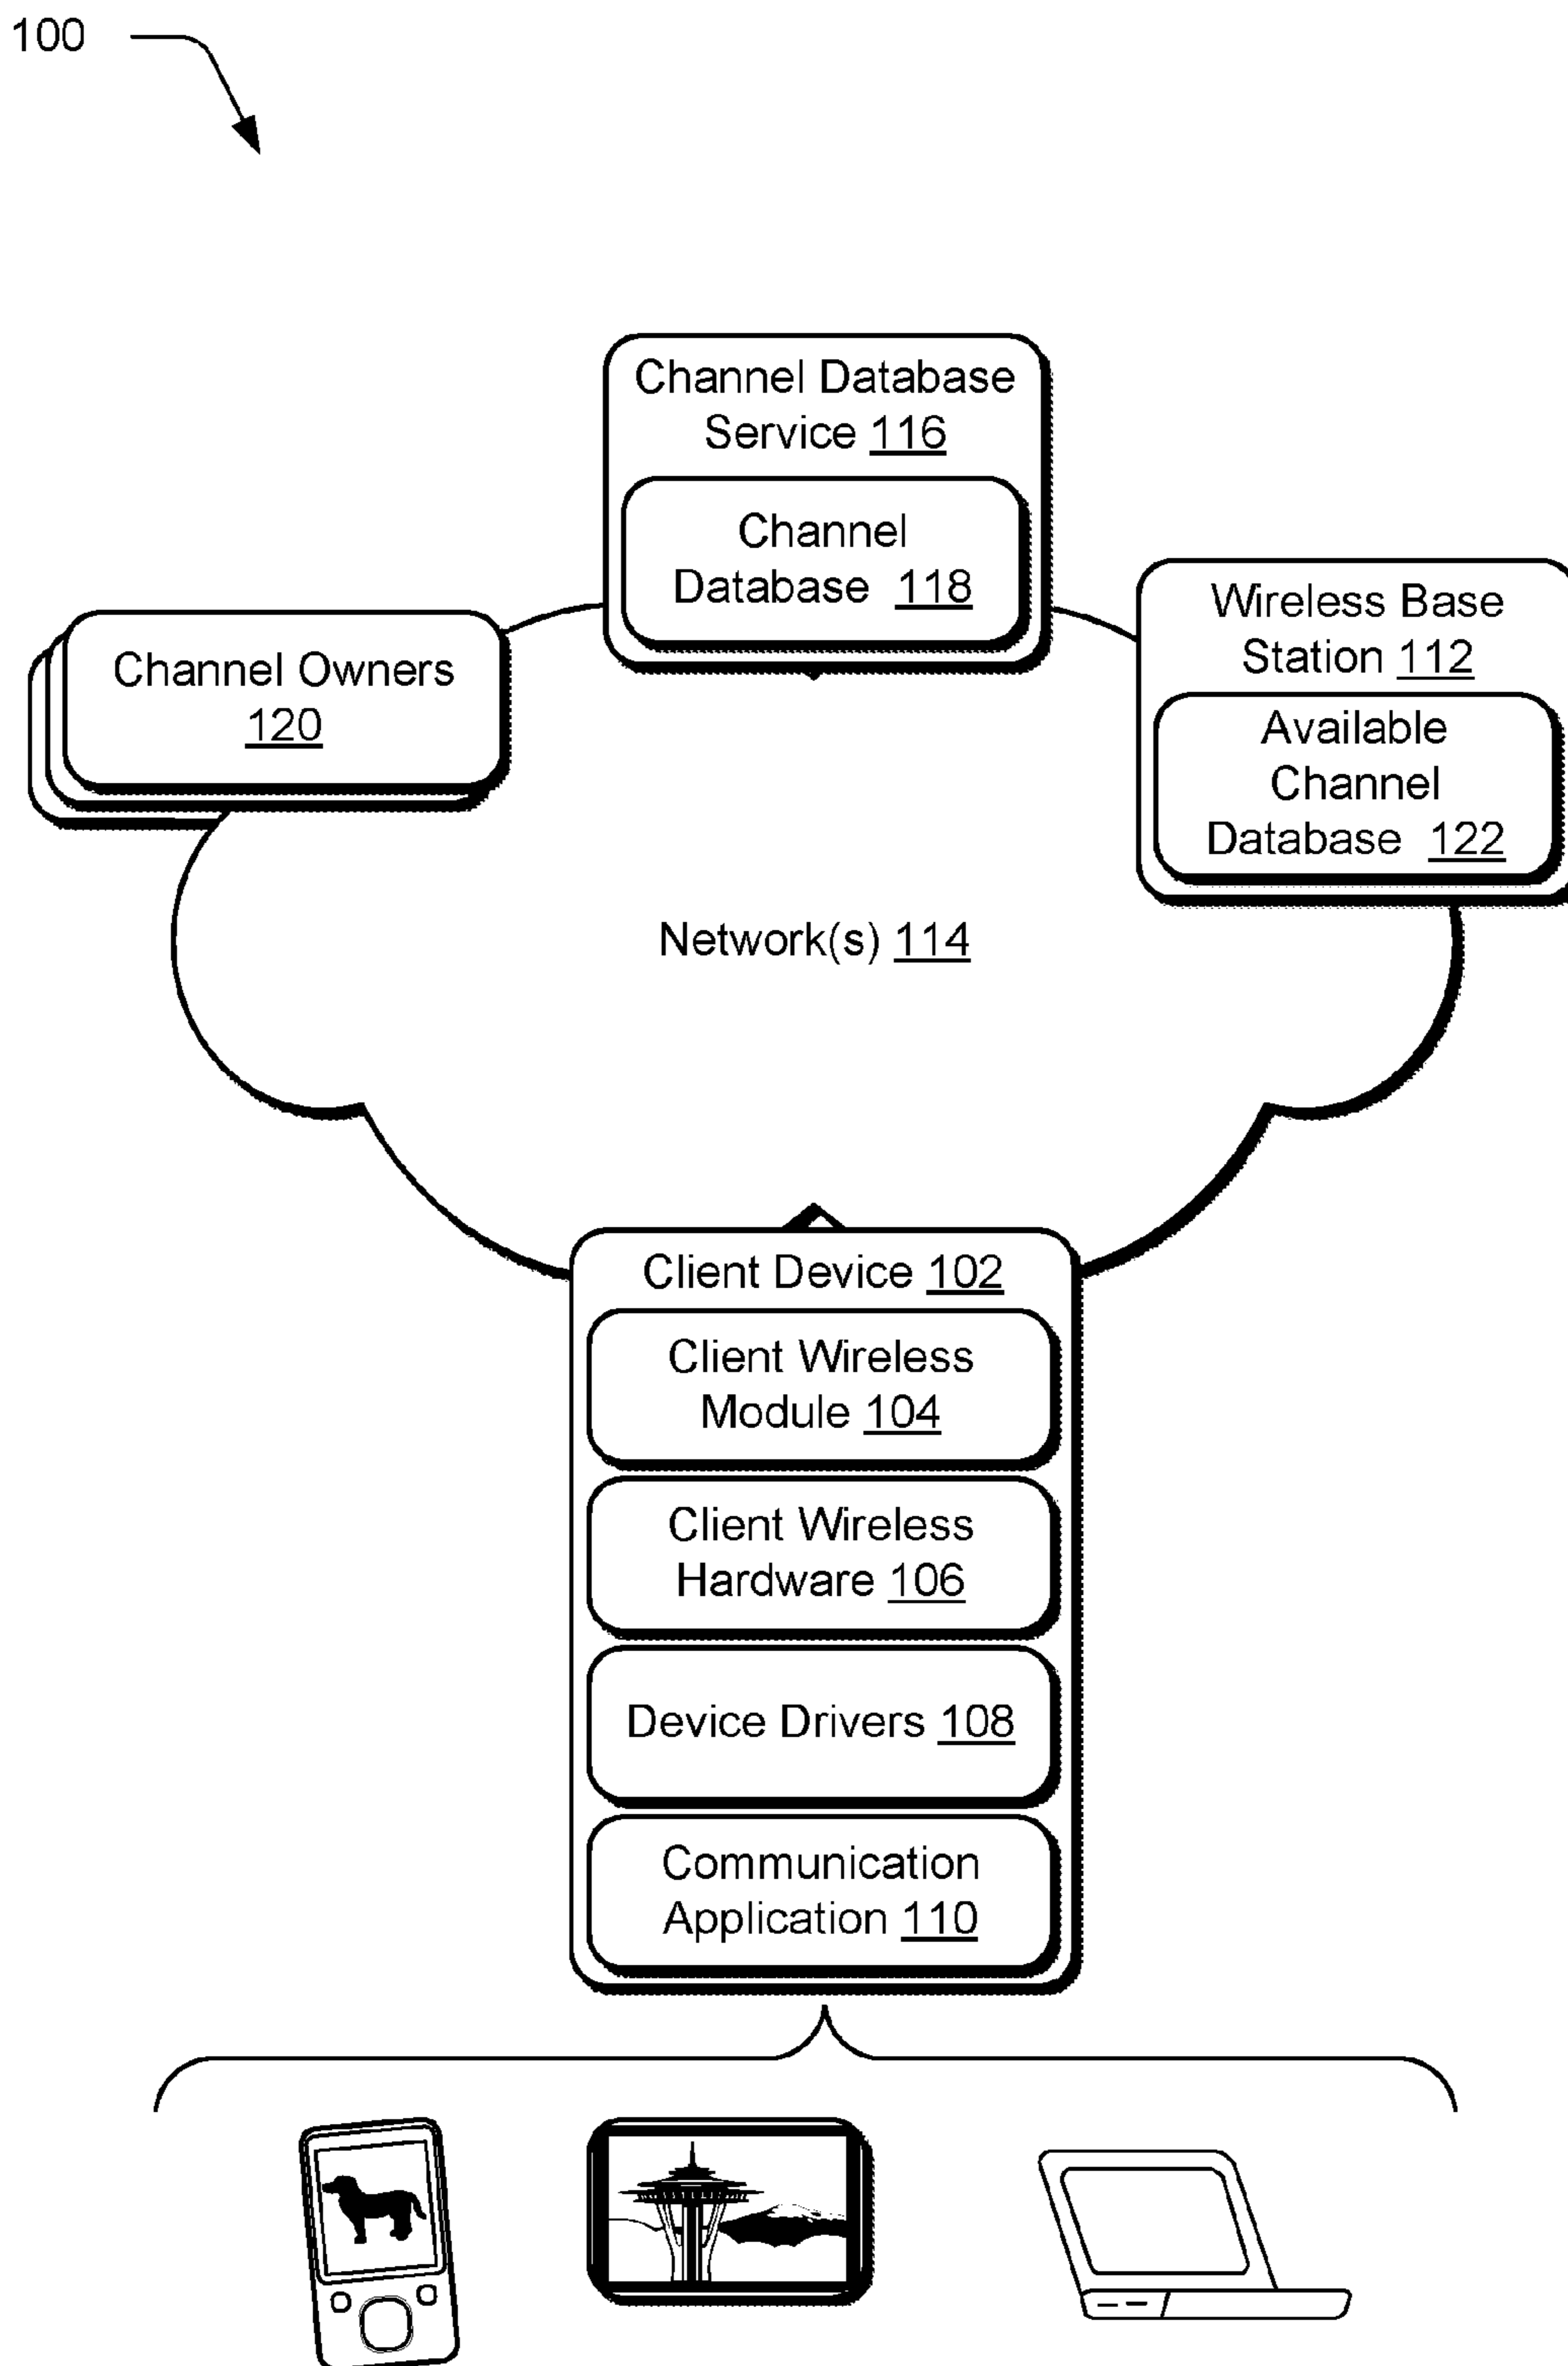 100
Channel Database
Service 116
Channel
Database 118
Wireless Base
Station 112
Available
Channel
Database 122
Channel Owners
120
Network(s) 114
Client Device 102
Client Wireless
Module 104
Client Wireless
Hardware 106
Device Drivers 108
Communication
Application 110